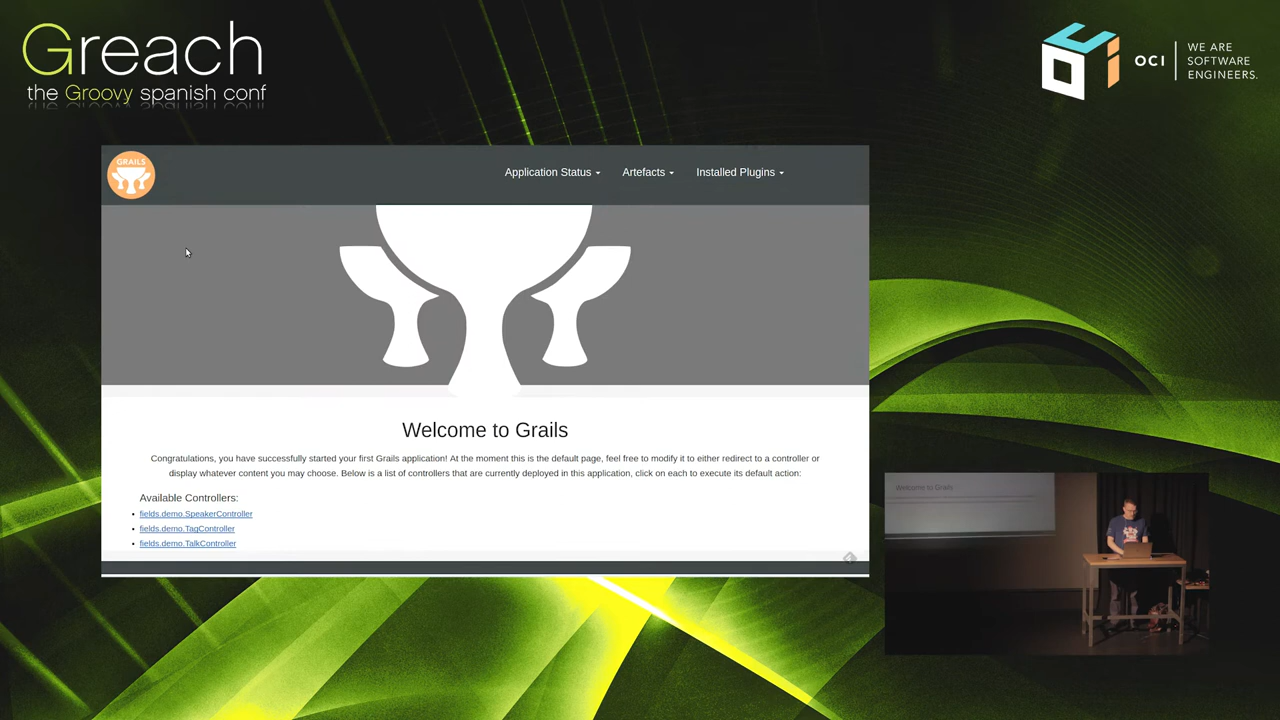 Greach
the Groovy spanish conf
OCI
WE ARE
SOFTWARE
ENGINEERS.
GRAILS
Application Status
Artefacts
Installed Plugins
Welcome to Grails
Congratulations, you have successfully started your first Grails application! At the moment this is the default page, feel free to modify it to either redirect to a controller or
display whatever content you may choose. Below is a list of controllers that are currently deployed in this application, click on each to execute its default action:
Available Controllers:
fields.demo.SpeakerController
fields.demo.TagController
fields.demo.TalkController
Welcome to Grails